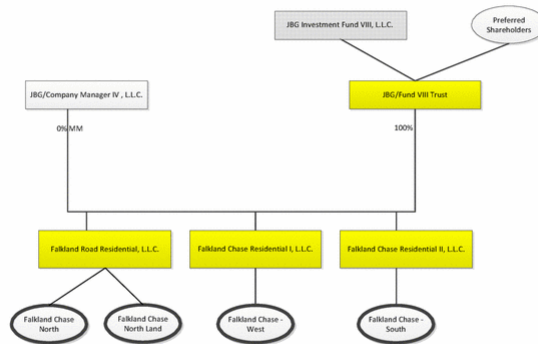 JBG Investment Fund VIII, L.L.C.
Preferred
Shareholders
JBG/Company Manager IV , L.L.C.
JBG/Fund VIII Trust
0% MM
100%
Falkland Road Residential, L.L.C.
Falkland Chase Residential I, L.L.C.
Falkland Chase Residential II, L.L.C.
Falkland Chase
North
Falkland Chase
North Land
Falkland Chase -
West
Falkland Chase -
South